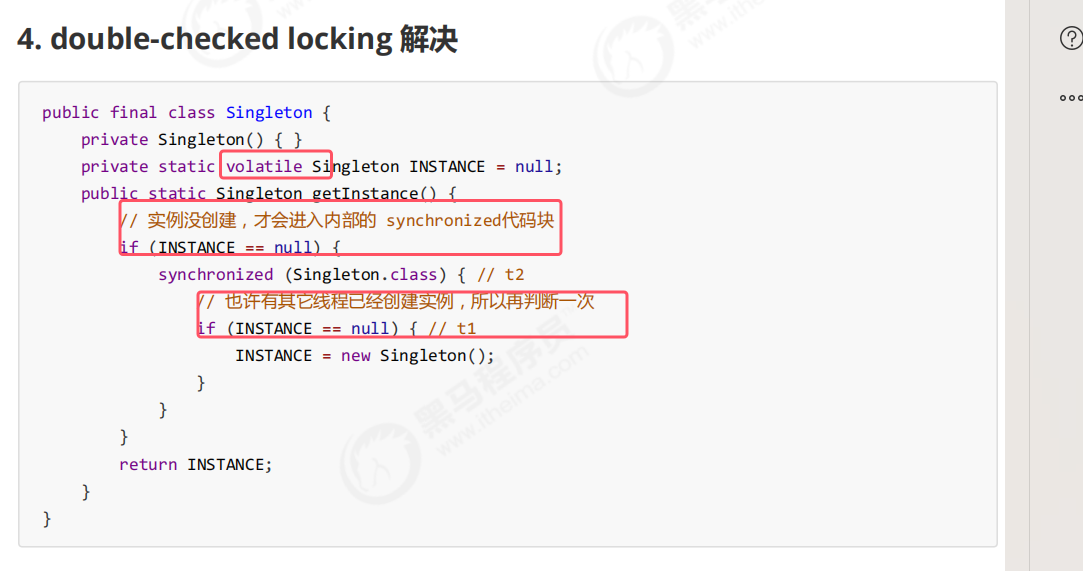 4. double-checked locking 解决
public final class Singleton {
    private Singleton() { }
    private static volatile Singleton INSTANCE = null;
    public static Singleton getInstance() {
        // 实例没创建，才会进入内部的 synchronized代码块
        if (INSTANCE == null) {
            synchronized (Singleton.class) { // t2
                // 也许有其它线程已经创建实例，所以再判断一次
                if (INSTANCE == null) { // t1
                    INSTANCE = new Singleton();
                }
            }
        }
        return INSTANCE;
    }
}
黑马程序员
www.itheima.com